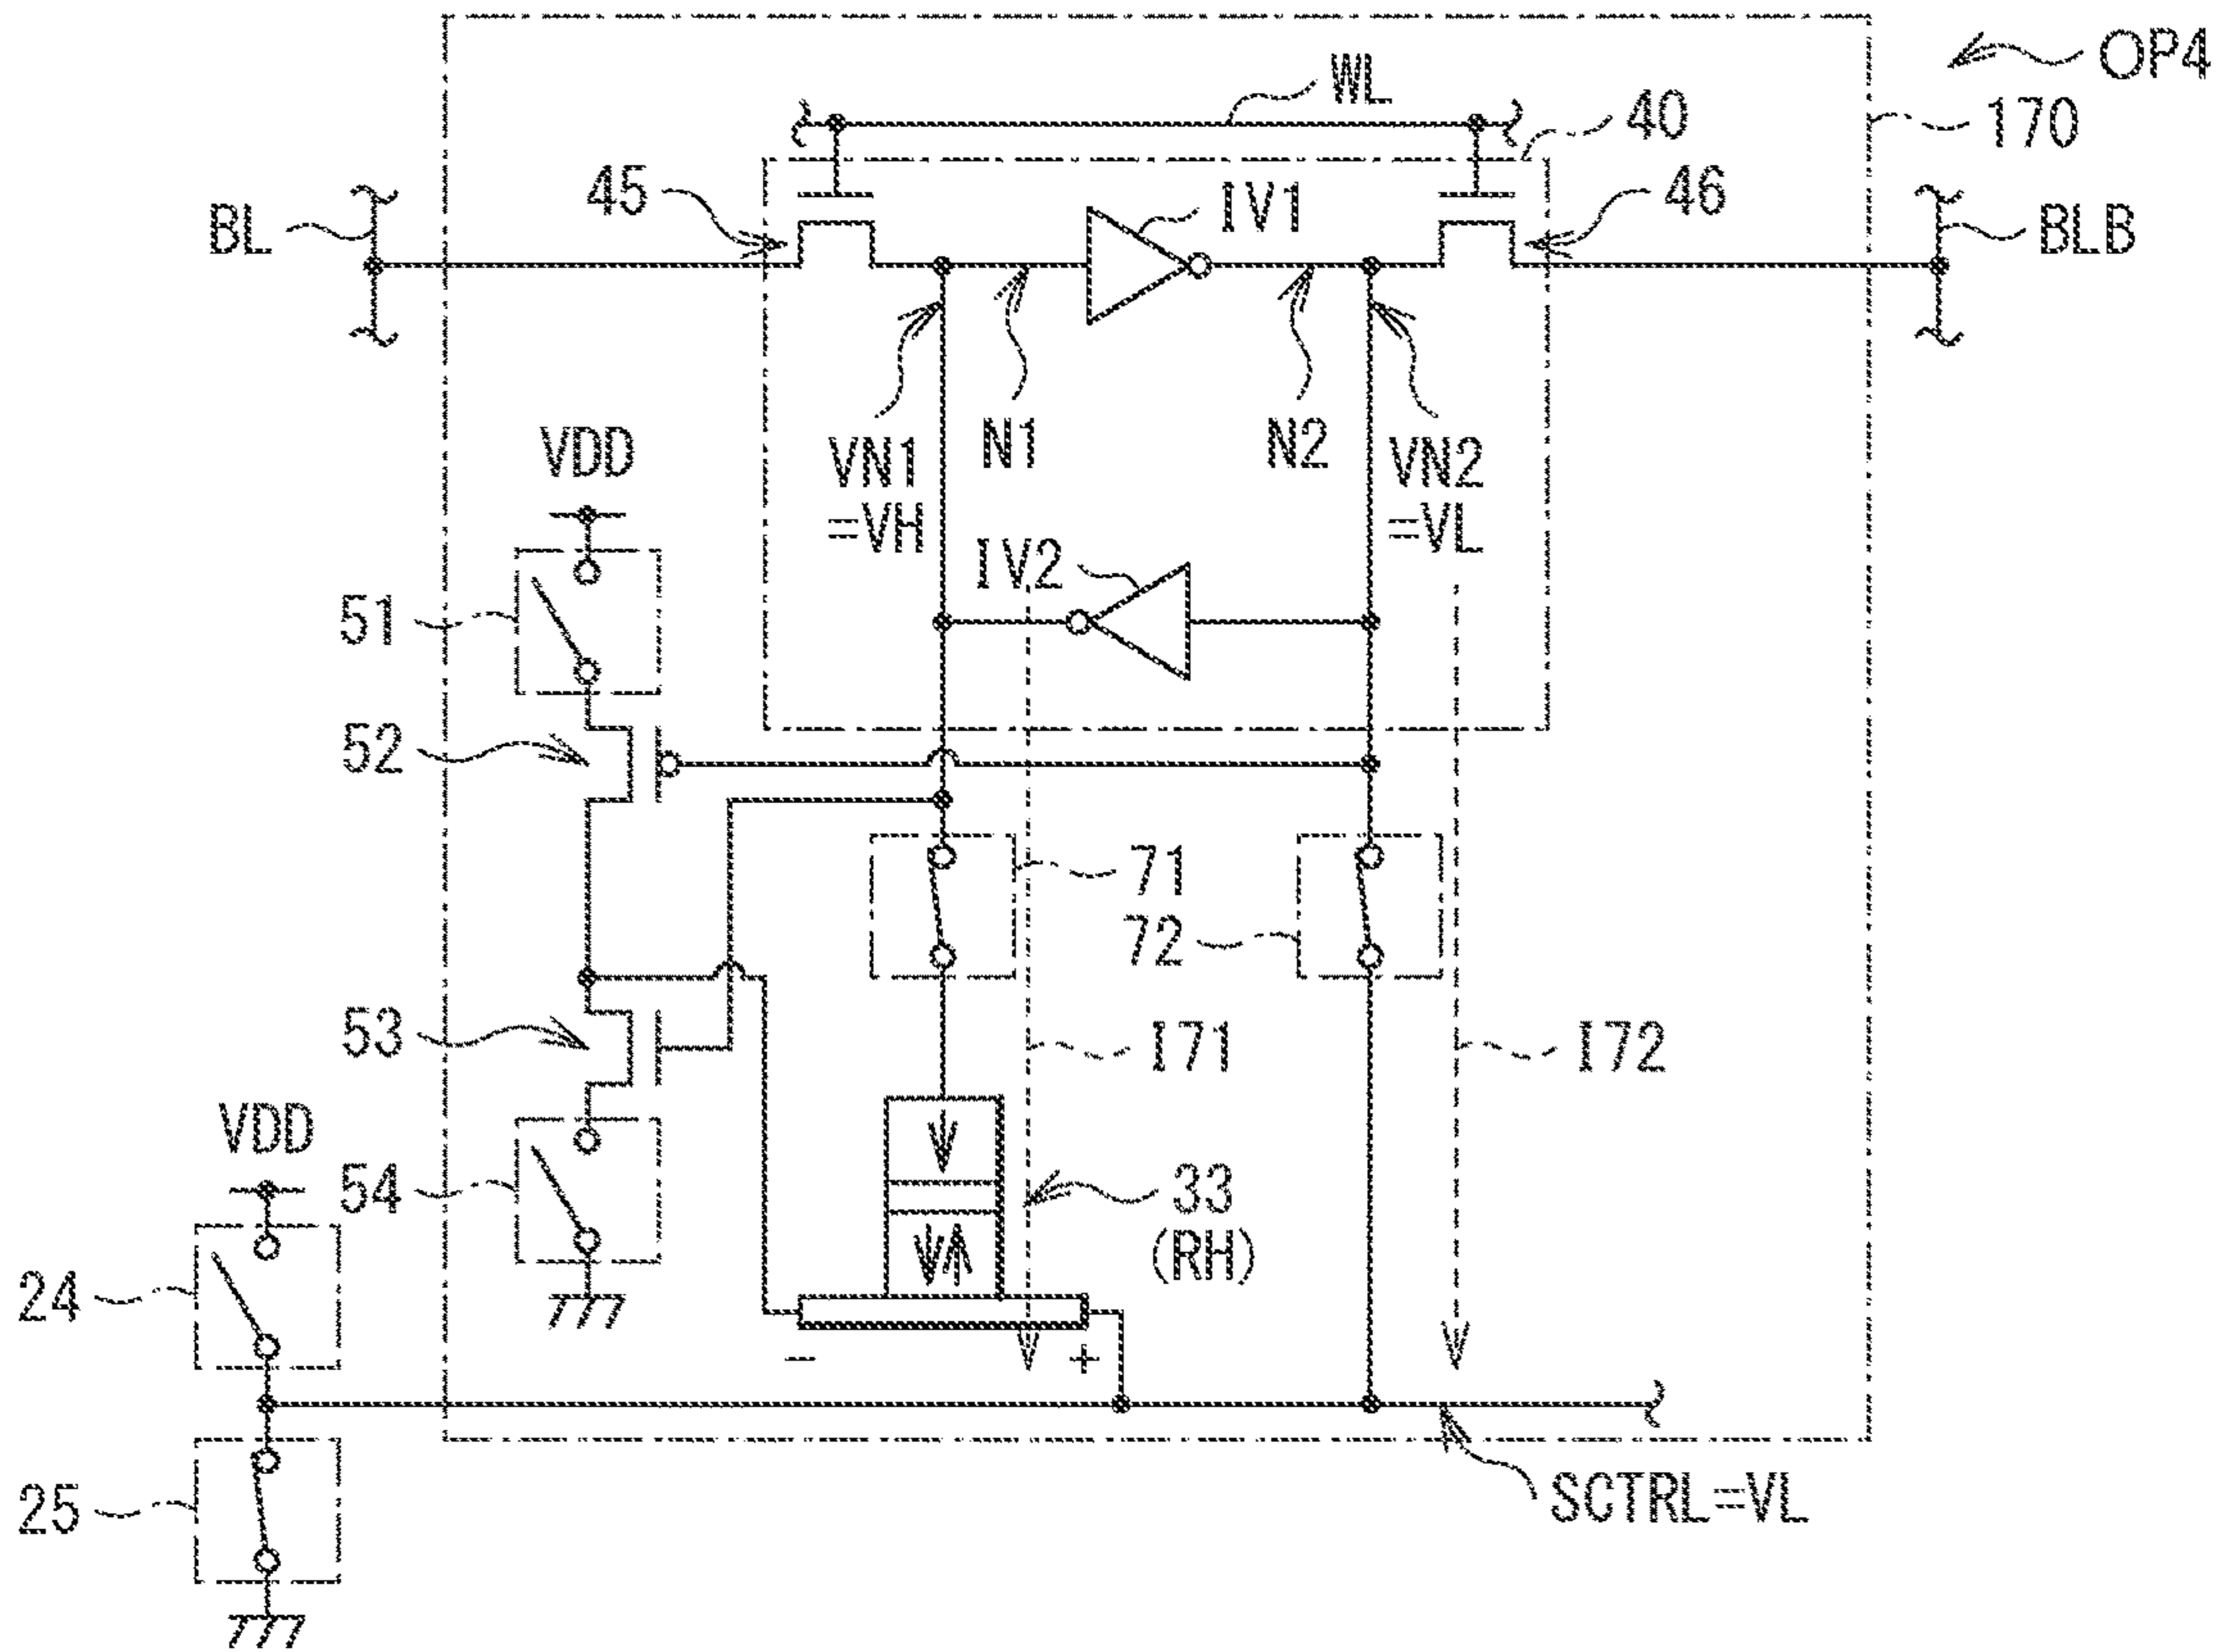 OP4
WL
40
170
45
IV1
46
BL
BLB
N1
N2
VN1
=VH
VN2
=VL
VDD
IV2
51
52
71
72
53
I71
I72
VDD
54
33
(RH)
24
- +
25
SCTRL=VL